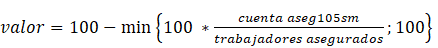 valor = 100 − min {100 * cuenta aseg105sm / trabajadores asegurados ; 100}